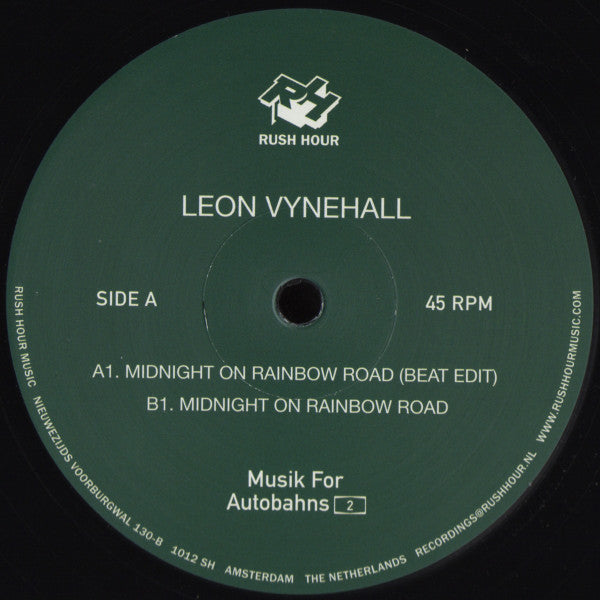 RH
RUSH HOUR
LEON VYNEHALL
SIDE A
45 RPM
A1. MIDNIGHT ON RAINBOW ROAD (BEAT EDIT)
B1. MIDNIGHT ON RAINBOW ROAD
Musik For
Autobahns 2
RUSH HOUR MUSIC NIEUWEZIJDS VOORBURGWAL 130-B 1012 SH AMSTERDAM THE NETHERLANDS RECORDINGS@RUSHHOUR.NL WWW.RUSHHOURMUSIC.COM